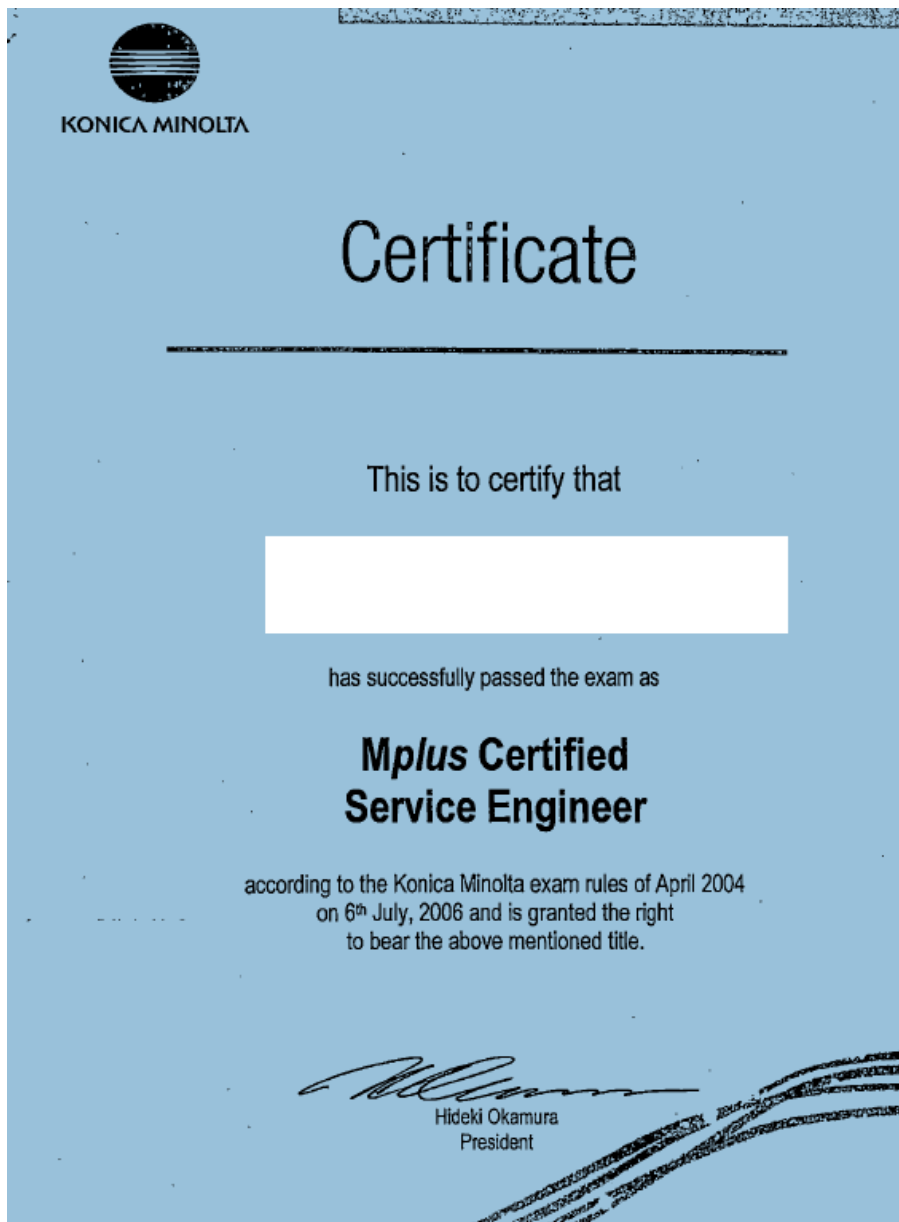 KONICA MINOLTA
Certificate
This is to certify that
has successfully passed the exam as
Mplus Certified
Service Engineer
according to the Konica Minolta exam rules of April 2004
on 6th July, 2006 and is granted the right
to bear the above mentioned title.
Hideki Okamura
President